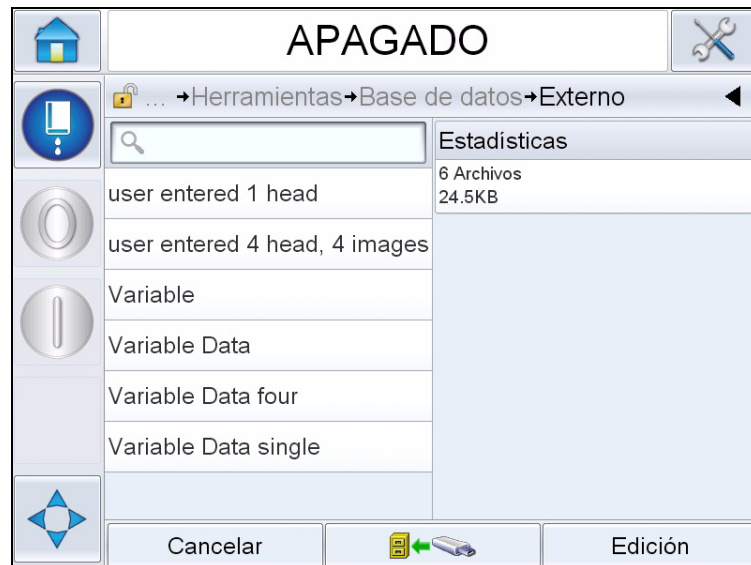 APAGADO
... →Herramientas→Base de datos→Externo
Estadísticas
6 Archivos
24.5KB
user entered 1 head
user entered 4 head, 4 images
Variable
Variable Data
Variable Data four
Variable Data single
Cancelar
Edición